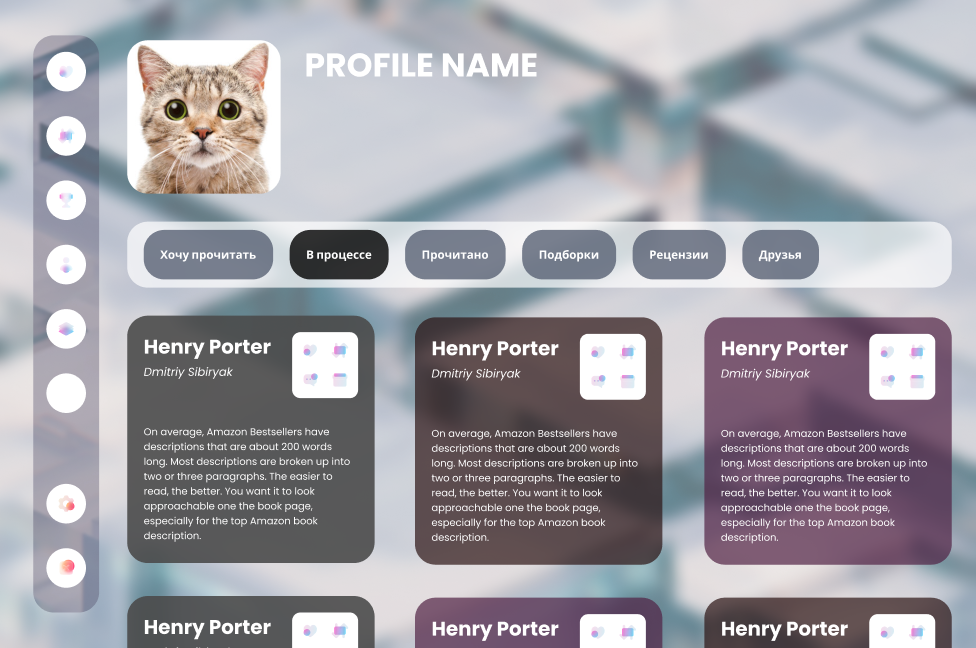 PROFILE NAME
Хочу прочитать
В процессе
Прочитано
Подборки
Рецензии
Друзья
Henry Porter
Dmitriy Sibiryak
On average, Amazon Bestsellers have
descriptions that are about 200 words
long. Most descriptions are broken up into
two or three paragraphs. The easier to
read, the better. You want it to look
approachable one the book page,
especially for the top Amazon book
description.
Henry Porter
Dmitriy Sibiryak
On average, Amazon Bestsellers have
descriptions that are about 200 words
long. Most descriptions are broken up into
two or three paragraphs. The easier to
read, the better. You want it to look
approachable one the book page,
especially for the top Amazon book
description.
Henry Porter
Dmitriy Sibiryak
On average, Amazon Bestsellers have
descriptions that are about 200 words
long. Most descriptions are broken up into
two or three paragraphs. The easier to
read, the better. You want it to look
approachable one the book page,
especially for the top Amazon book
description.
Henry Porter
Henry Porter
Henry Porter